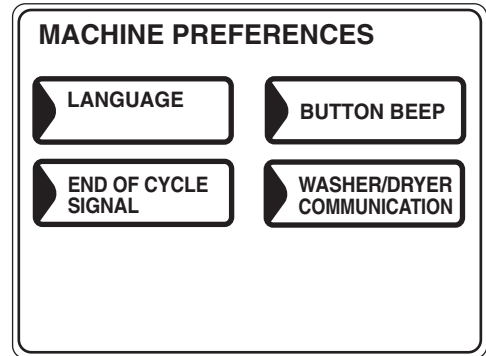 MACHINE PREFERENCES
LANGUAGE
BUTTON BEEP
END OF CYCLE
SIGNAL
WASHER/DRYER
COMMUNICATION